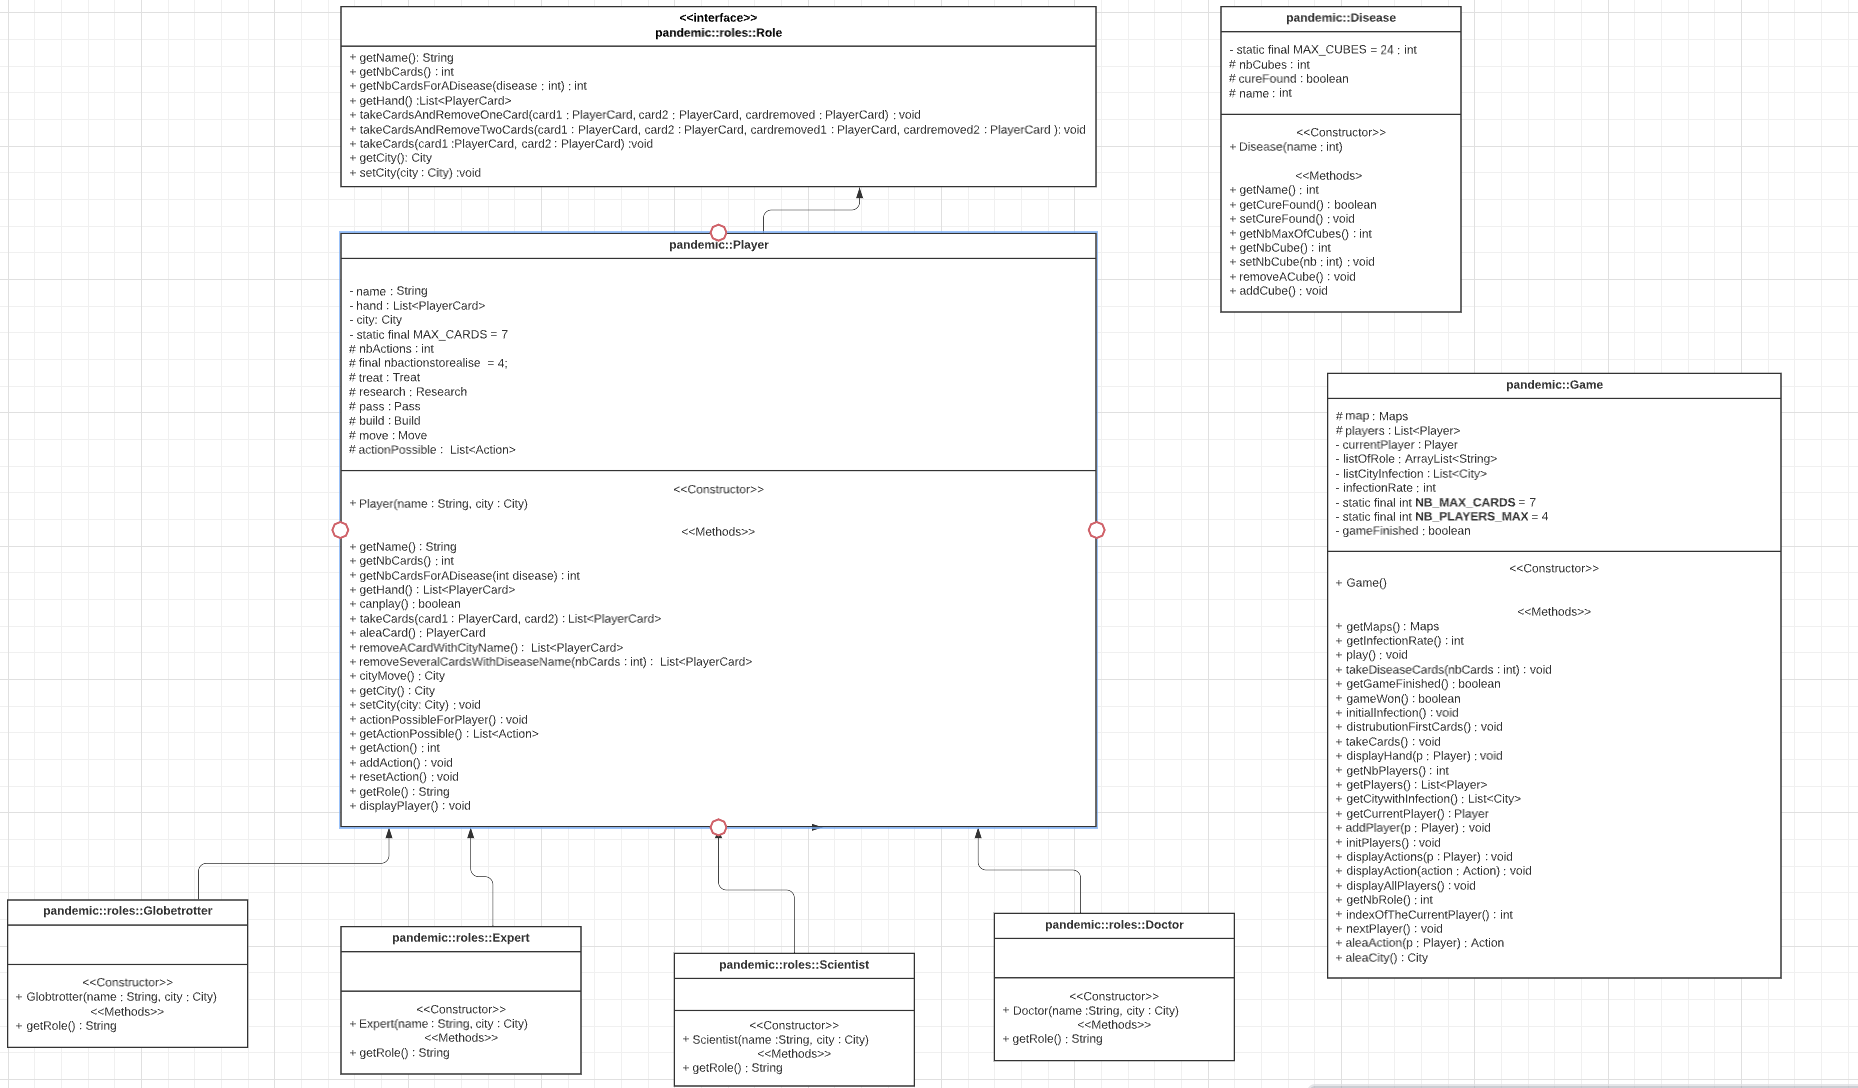 <<interface>>
pandemic::roles::Role
+ getName(): String
+ getNbCards() : int
+ getNbCardsForADisease(disease : int) : int
+ getHand() :List<PlayerCard>
+ takeCardsAndRemoveOneCard(card1 : PlayerCard, card2 : PlayerCard, cardremoved : PlayerCard) : void
+ takeCardsAndRemoveTwoCards(card1 : PlayerCard, card2 : PlayerCard, cardremoved1 : PlayerCard, cardremoved2 : PlayerCard ): void
+ takeCards(card1 :PlayerCard, card2 : PlayerCard) :void
+ getCity(): City
+ setCity(city : City) :void
pandemic::Disease
- static final MAX_CUBES = 24 : int
# nbCubes : int
# cureFound : boolean
# name : int
<<Constructor>>
+ Disease(name : int)
<<Methods>
+ getName() : int
+ getCureFound() : boolean
+ setCureFound() : void
+ getNbMaxOfCubes() : int
+ getNbCube() : int
+ setNbCube(nb : int) : void
+ removeACube() : void
+ addCube() : void
pandemic::Player
- name : String
- hand : List<PlayerCard>
- city: City
- static final MAX_CARDS = 7
# nbActions : int
# final nbactionstorealise = 4;
# treat : Treat
# research : Research
# pass : Pass
# build : Build
# move : Move
# actionPossible : List<Action>
<<Constructor>>
+ Player(name : String, city : City)
<<Methods>>
+ getName() : String
+ getNbCards() : int
+ getNbCardsForADisease(int disease) : int
+ getHand() : List<PlayerCard>
+ canplay() : boolean
+ takeCards(card1 : PlayerCard, card2) : List<PlayerCard>
+ aleaCard() : PlayerCard
+ removeACardWithCityName() : List<PlayerCard>
+ removeSeveralCardsWithDiseaseName(nbCards : int) : List<PlayerCard>
+ cityMove() : City
+ getCity() : City
+ setCity(city: City) : void
+ actionPossibleForPlayer() : void
+ getActionPossible() : List<Action>
+ getAction() : int
+ addAction() : void
+ resetAction() : void
+ getRole() : String
+ displayPlayer() : void
pandemic::Game
# map : Maps
# players : List<Player>
- currentPlayer : Player
- listOfRole : ArrayList<String>
- listCityInfection : List<City>
- infectionRate : int
- static final int NB_MAX_CARDS = 7
- static final int NB_PLAYERS_MAX = 4
- gameFinished : boolean
<<Constructor>>
+ Game()
<<Methods>>
+ getMaps() : Maps
+ getInfectionRate() : int
+ play() : void
+ takeDiseaseCards(nbCards : int) : void
+ getGameFinished() : boolean
+ gameWon() : boolean
+ initialInfection() : void
+ distrubutionFirstCards() : void
+ takeCards() : void
+ displayHand(p : Player) : void
+ getNbPlayers() : int
+ getPlayers() : List<Player>
+ getCitywithInfection() : List<City>
+ getCurrentPlayer() : Player
+ addPlayer(p : Player) : void
+ initPlayers() : void
+ displayActions(p : Player) : void
+ displayAction(action : Action) : void
+ displayAllPlayers() : void
+ getNbRole() : int
+ indexOfTheCurrentPlayer() : int
+ nextPlayer() : void
+ aleaAction(p : Player) : Action
+ aleaCity() : City
pandemic::roles::Globetrotter
<<Constructor>>
+ Globtrotter(name : String, city : City)
<<Methods>>
+ getRole() : String
pandemic::roles::Expert
<<Constructor>>
+ Expert(name : String, city : City)
<<Methods>>
+ getRole() : String
pandemic::roles::Scientist
<<Constructor>>
+ Scientist(name :String, city : City)
<<Methods>>
+ getRole() : String
pandemic::roles::Doctor
<<Constructor>>
+ Doctor(name :String, city : City)
<<Methods>>
+ getRole() : String